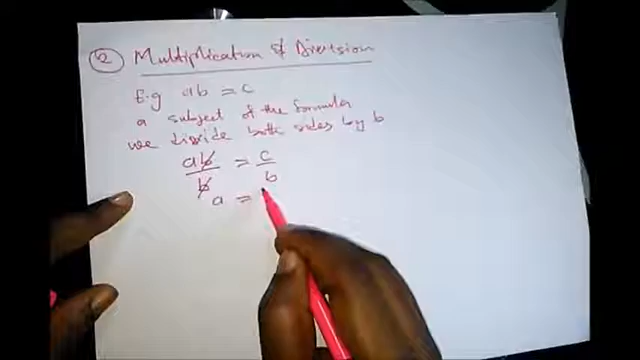 ② Multiplication & Division
E.g ab = c
a subject of the formular
we divide both sides by b
ab/b = c/b
a =